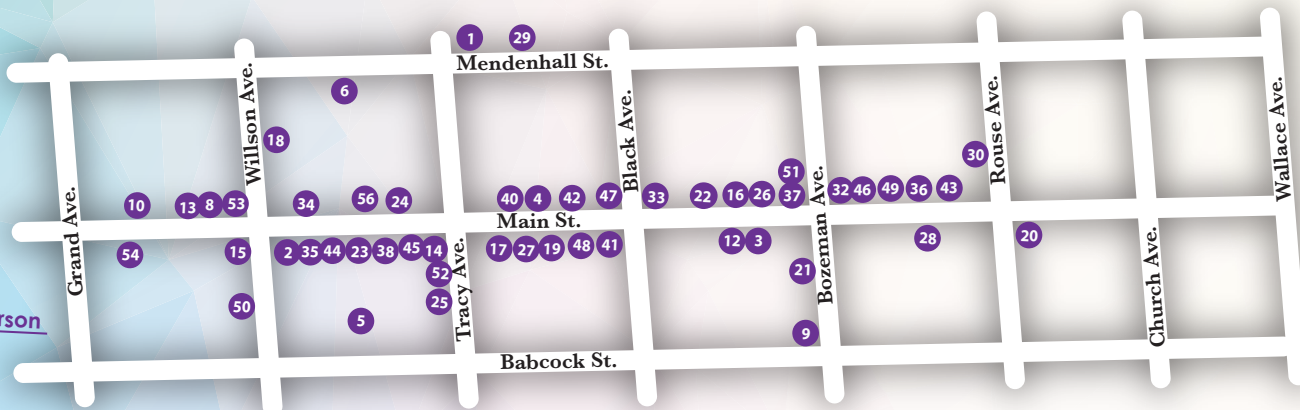 1 29
Mendenhall St.
6
18
Willson Ave.
Black Ave.
Rouse Ave.
Wallace Ave.
30
51
10 13 8 53 34 56 24 40 4 42 47 33 22 16 26 37 32 46 49 36 43
Main St.
Grand Ave.
54 15 2 35 44 23 38 45 14 17 27 19 48 41 12 3 28 20
Tracy Ave.
Bozeman Ave.
Church Ave.
52
21
25
50
5
9
rson
Babcock St.